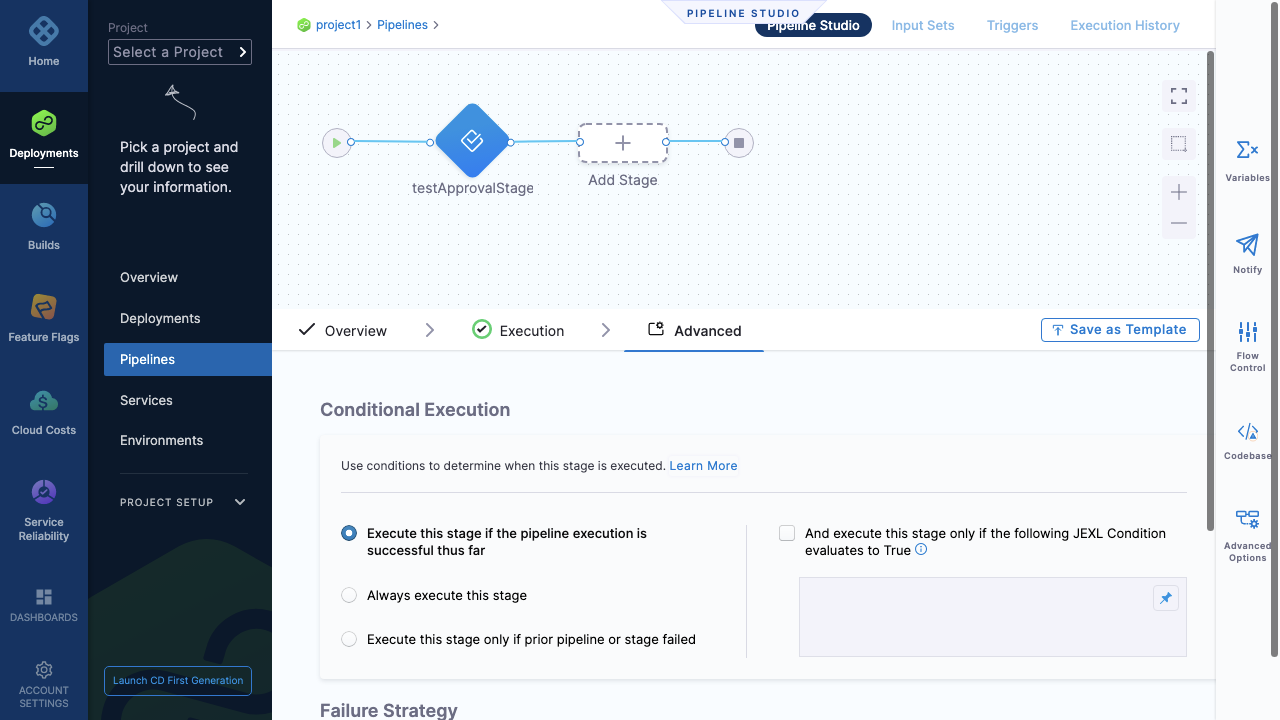 Home
Deployments
Builds
Feature Flags
Cloud Costs
Service
Reliability
DASHBOARDS
ACCOUNT
SETTINGS
Project
Select a Project
Pick a project and
drill down to see
your information.
Overview
Deployments
Pipelines
Services
Environments
PROJECT SETUP
Launch CD First Generation
project1 > Pipelines >
PIPELINE STUDIO
Pipeline Studio
Input Sets
Triggers
Execution History
testApprovalStage
Add Stage
Overview
Execution
Advanced
Save as Template
Conditional Execution
Use conditions to determine when this stage is executed. Learn More
Execute this stage if the pipeline execution is
successful thus far
Always execute this stage
Execute this stage only if prior pipeline or stage failed
And execute this stage only if the following JEXL Condition
evaluates to True
Failure Strategy
Variables
Notify
Flow
Control
Codebase
Advanced
Options